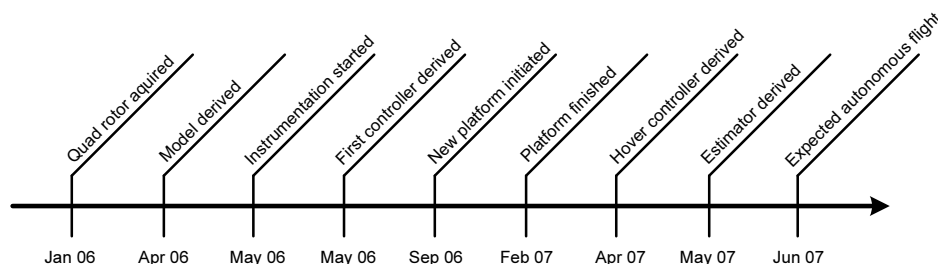 Quad rotor aquired
Model derived
Instrumentation started
First controller derived
New platform initiated
Platform finished
Hover controller derived
Estimator derived
Expected autonomous flight
Jan 06
Apr 06
May 06
May 06
Sep 06
Feb 07
Apr 07
May 07
Jun 07